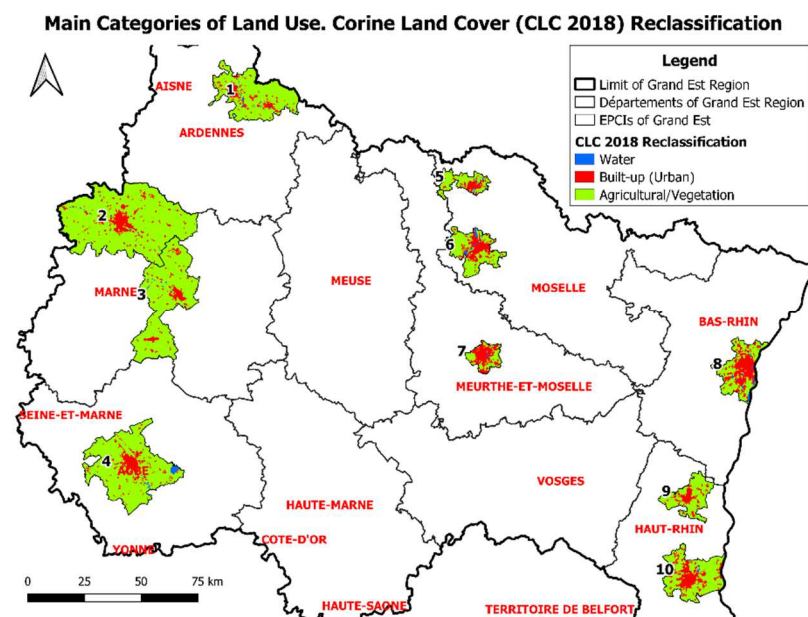 Main Categories of Land Use. Corine Land Cover (CLC 2018) Reclassification
Legend
Limit of Grand Est Region
Départements of Grand Est Region
EPCIs of Grand Est
CLC 2018 Reclassification
Water
Built-up (Urban)
Agricultural/Vegetation
AISNE
1
ARDENNES
5
2
6
MEUSE
MOSELLE
MARNE
3
BAS-RHIN
7
8
MEURTHE-ET-MOSELLE
SEINE-ET-MARNE
4
AUBE
VOSGES
9
HAUTE-MARNE
HAUT-RHIN
COTE-D'OR
YONNE
10
0 25 50 75 km
HAUTE-SAONE
TERRITOIRE DE BELFORT